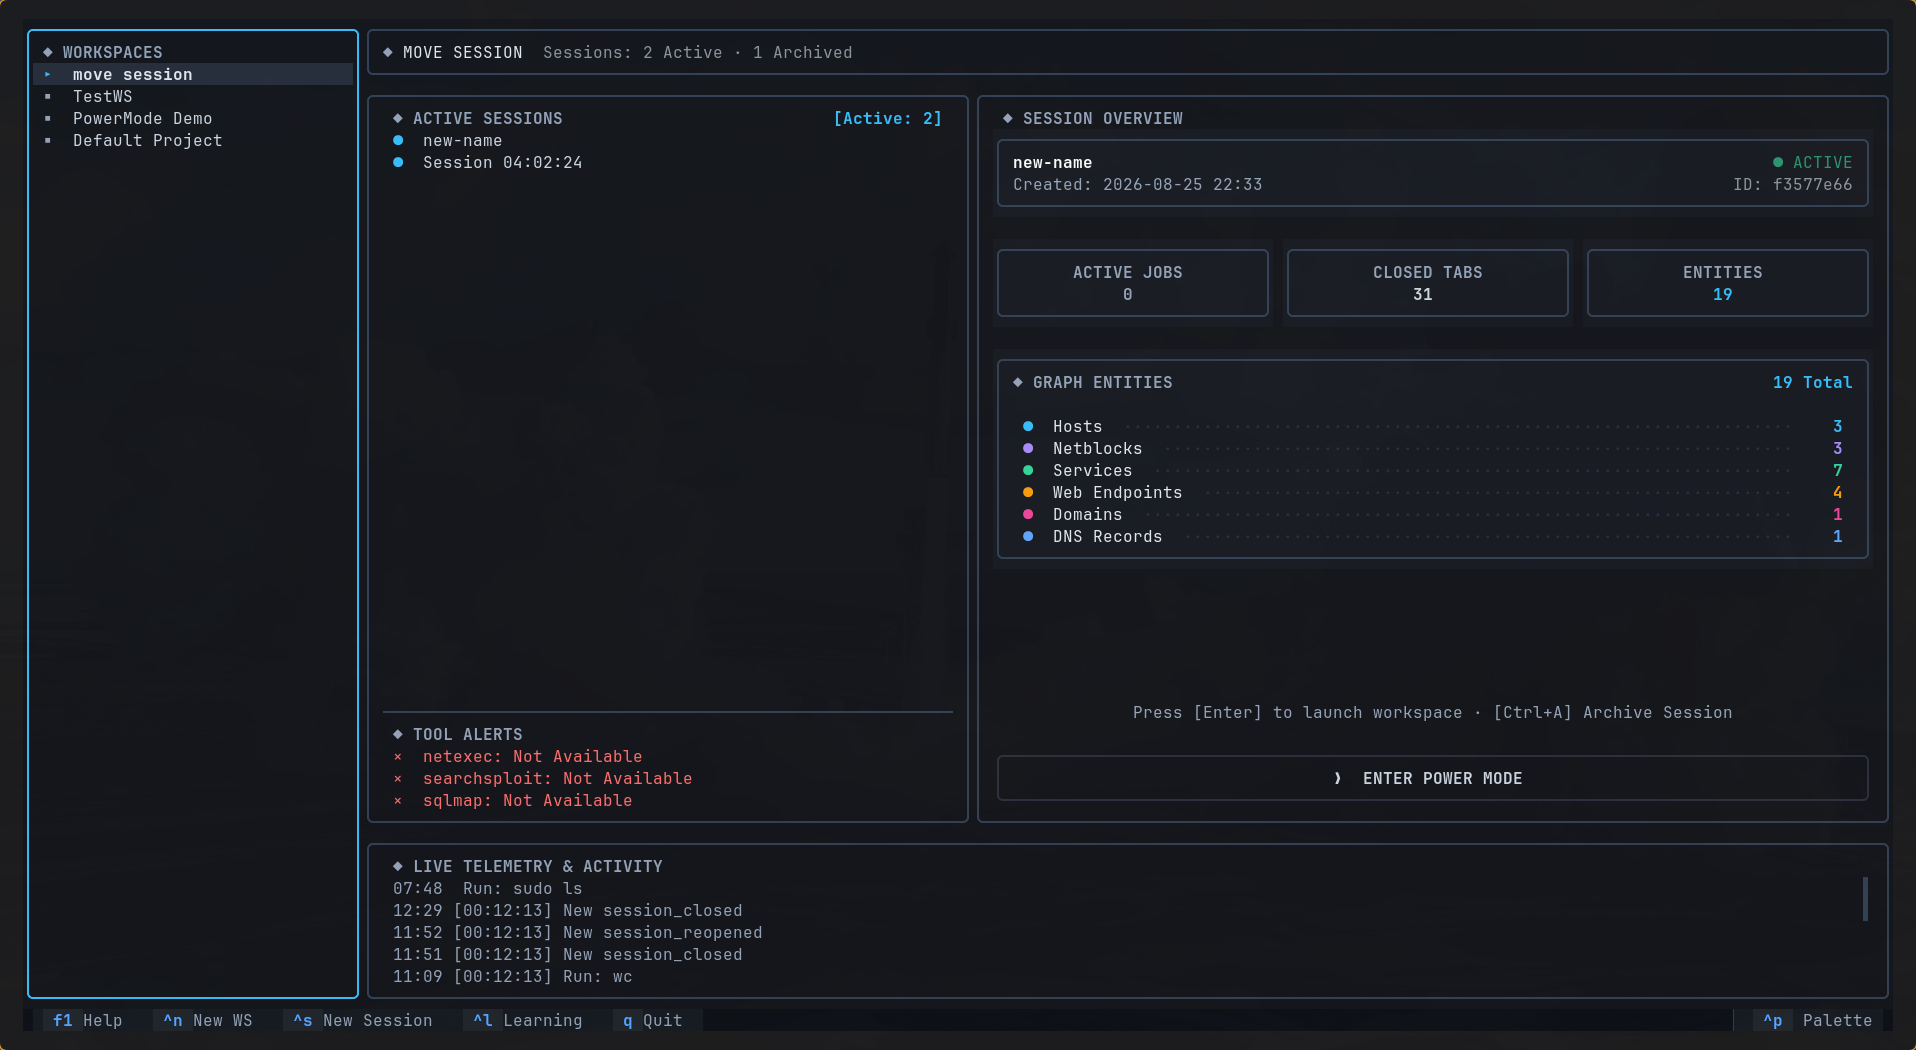 ◆ WORKSPACES
▸ move session
▪ TestWS
▪ PowerMode Demo
▪ Default Project
◆ MOVE SESSION Sessions: 2 Active · 1 Archived
◆ ACTIVE SESSIONS [Active: 2]
● new-name
● Session 04:02:24
◆ TOOL ALERTS
× netexec: Not Available
× searchsploit: Not Available
× sqlmap: Not Available
◆ SESSION OVERVIEW
new-name ● ACTIVE
Created: 2026-08-25 22:33 ID: f3577e66
ACTIVE JOBS
0
CLOSED TABS
31
ENTITIES
19
◆ GRAPH ENTITIES 19 Total
● Hosts 3
● Netblocks 3
● Services 7
● Web Endpoints 4
● Domains 1
● DNS Records 1
Press [Enter] to launch workspace · [Ctrl+A] Archive Session
❫ ENTER POWER MODE
◆ LIVE TELEMETRY & ACTIVITY
07:48 Run: sudo ls
12:29 [00:12:13] New session_closed
11:52 [00:12:13] New session_reopened
11:51 [00:12:13] New session_closed
11:09 [00:12:13] Run: wc
f1 Help ^n New WS ^s New Session ^l Learning q Quit ^p Palette